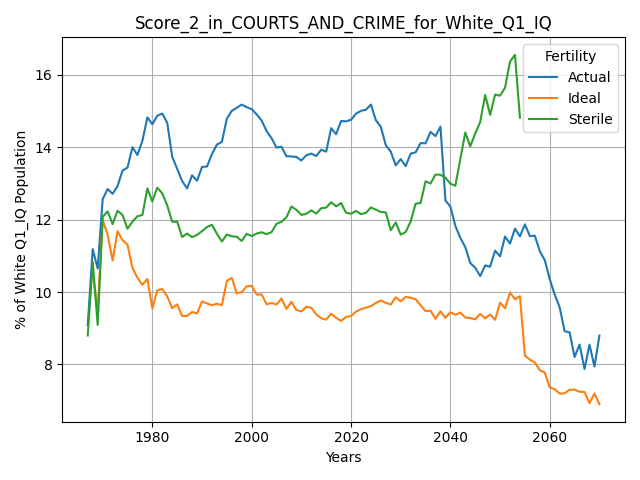 Score_2_in_COURTS_AND_CRIME_for_White_Q1_IQ
% of White Q1_IQ Population
16
14
12
10
8
Fertility
Actual
Ideal
Sterile
1980 2000 2020 2040 2060
Years